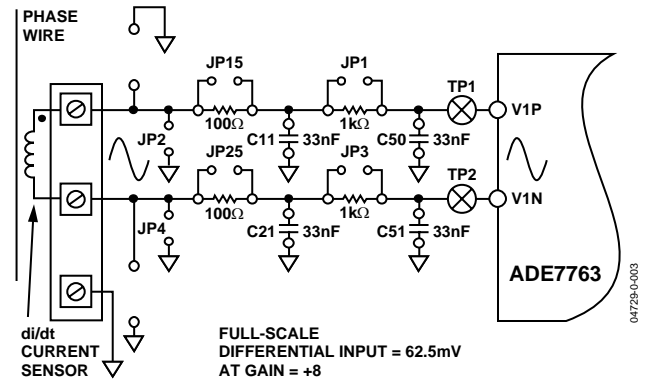 PHASE
WIRE
JP15
JP1
TP1
V1P
100Ω
C11
33nF
1kΩ
C50
33nF
JP2
JP25
JP3
TP2
V1N
100Ω
C21
33nF
1kΩ
C51
33nF
JP4
ADE7763
di/dt
CURRENT
SENSOR
FULL-SCALE
DIFFERENTIAL INPUT = 62.5mV
AT GAIN = +8
04729-0-003